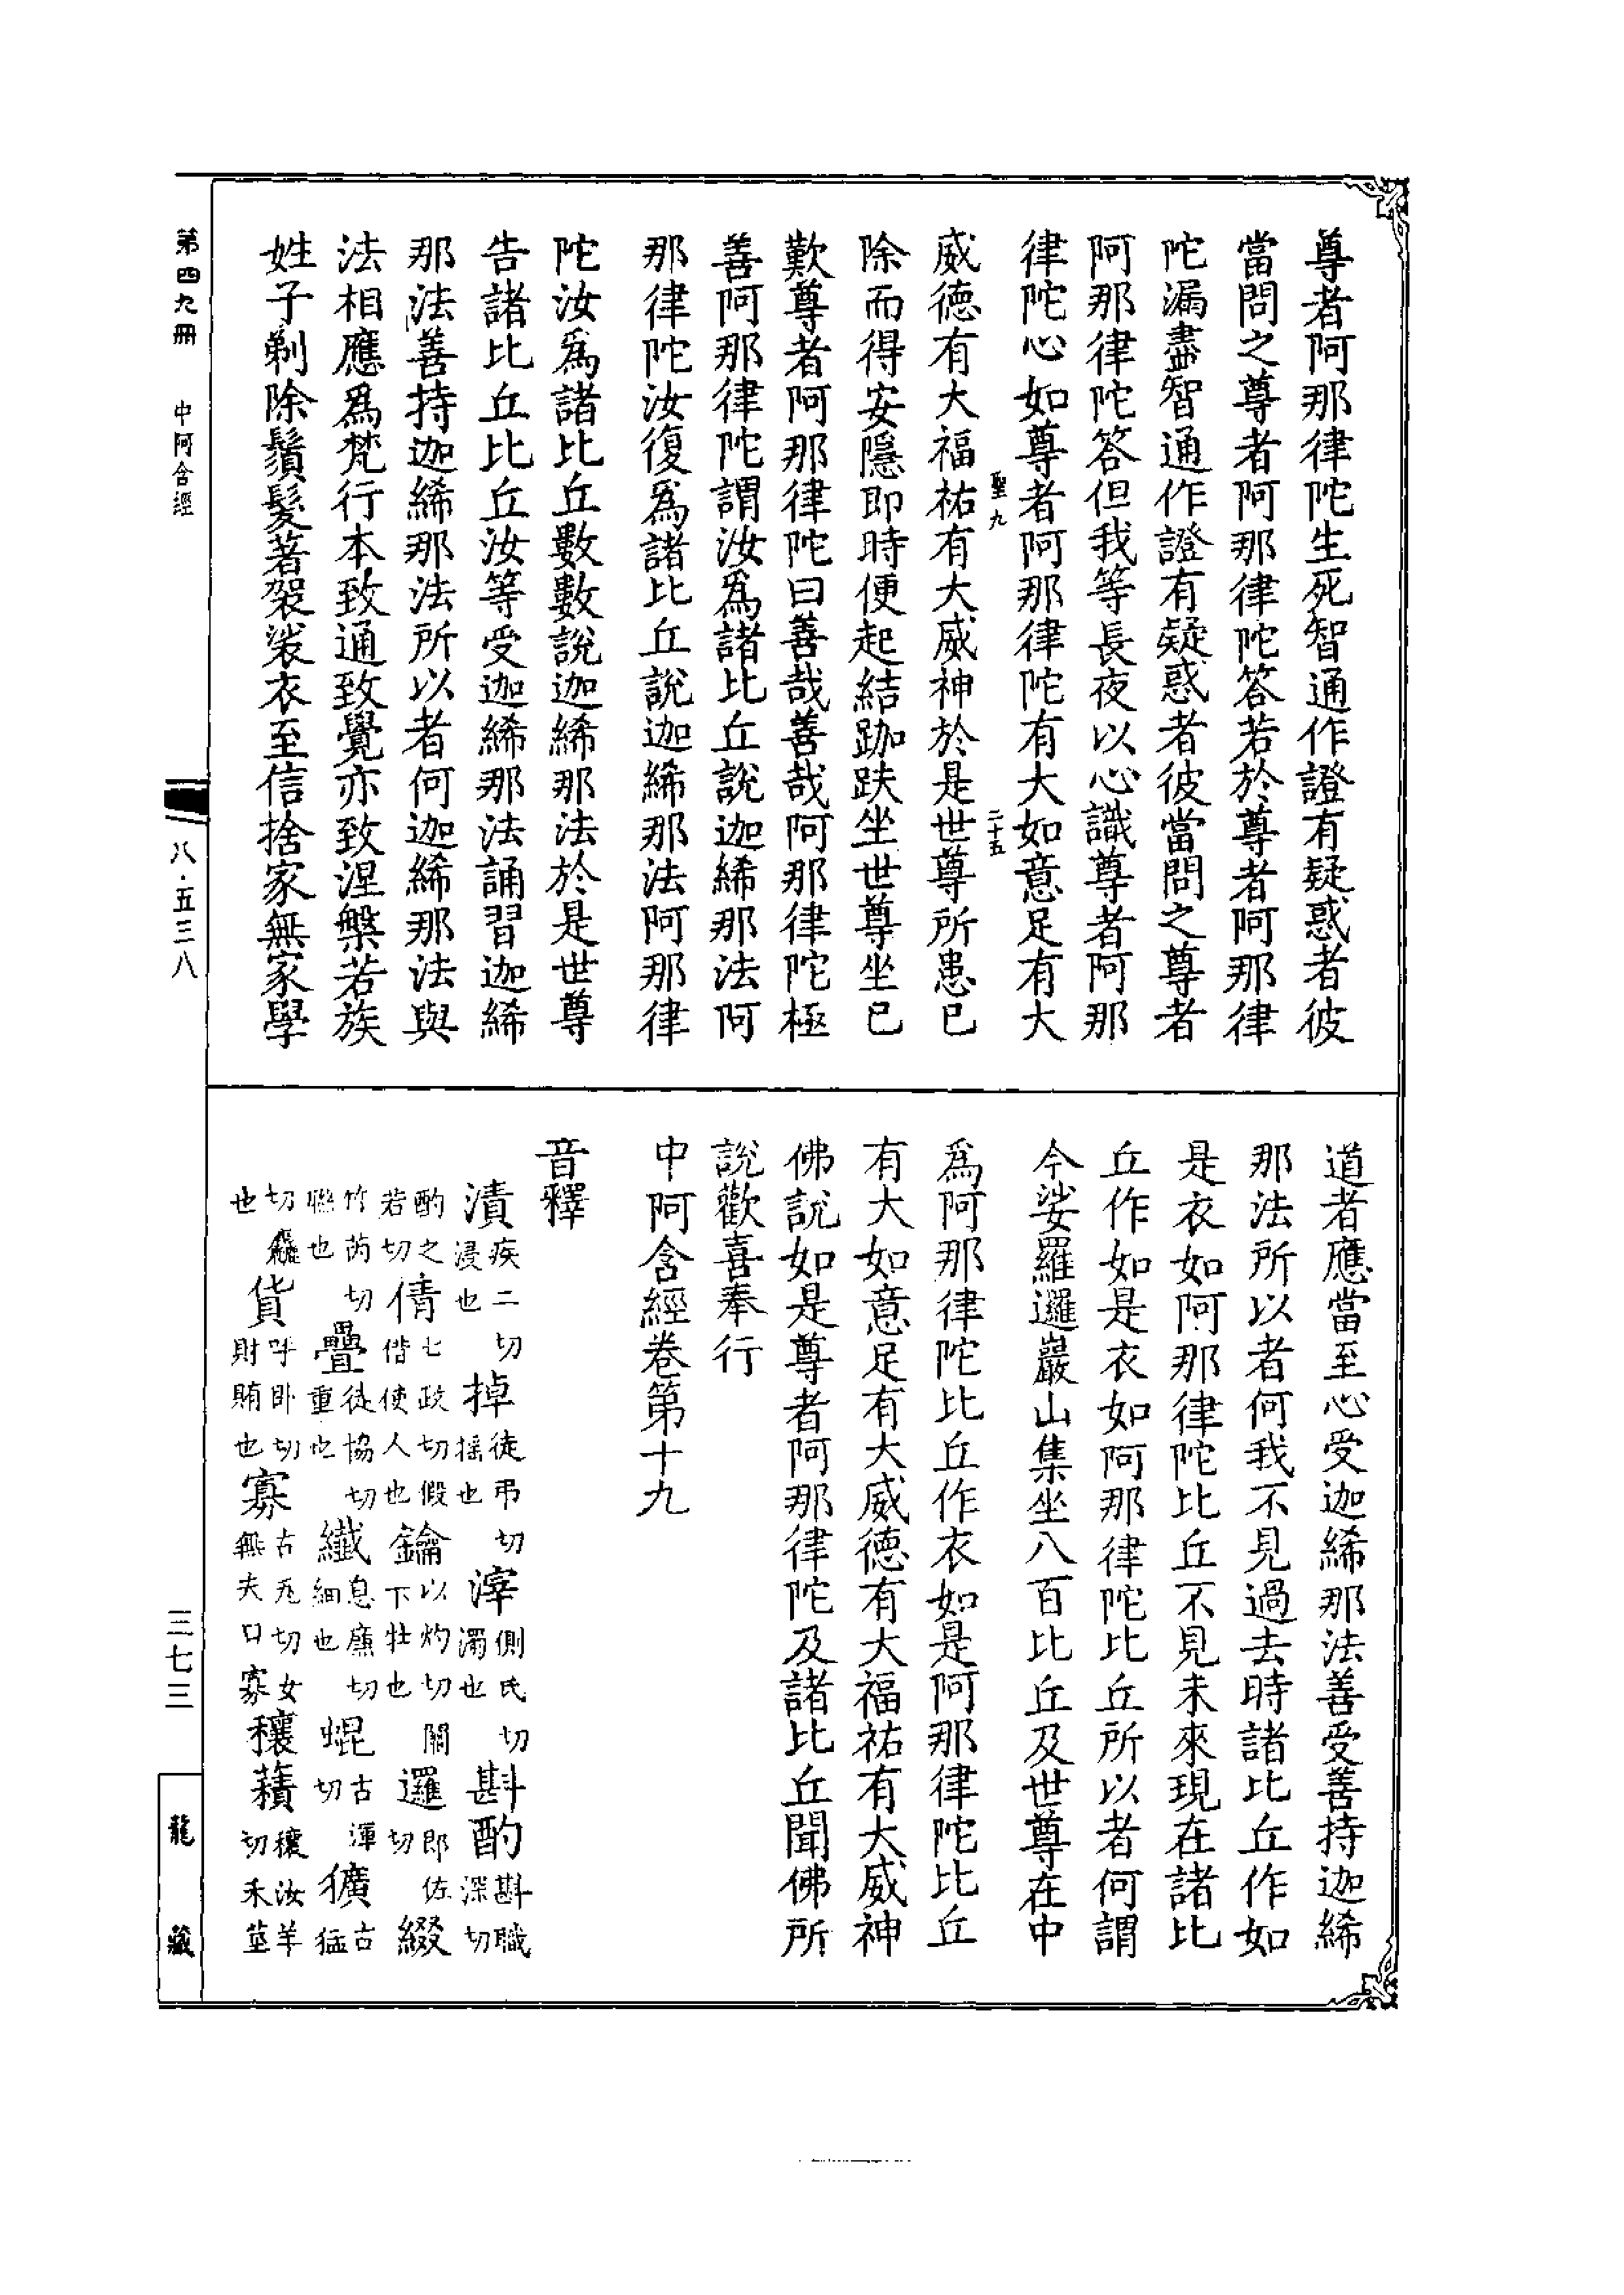 尊者阿那律陀生死智通作證有疑惑者彼
當問之尊者阿那律陀答若於尊者阿那律
陀漏盡智通作證有疑惑者彼當問之尊者
阿那律陀答但我等長夜以心識尊者阿那
律陀心如尊者阿那律陀有大如意足有大
聖九
二十五
威德有大福祐有大威神於是世尊所患已
除而得安隱即時便起結跏趺坐世尊坐已
歎尊者阿那律陀曰善哉善哉阿那律陀極
善阿那律陀謂汝爲諸比丘說迦絺那法阿
那律陀汝復爲諸比丘說迦絺那法阿那律
陀汝爲諸比丘數數說迦絺那法於是世尊
告諸比丘比丘汝等受迦絺那法誦習迦絺
那法善持迦絺那法所以者何迦絺那法與
法相應爲梵行本致通致覺亦致涅槃若族
姓子剃除鬚髮著袈裟衣至信捨家無家學
道者應當至心受迦絺那法善受善持迦絺
那法所以者何我不見過去時諸比丘作如
是衣如阿那律陀比丘不見未來現在諸比
丘作如是衣如阿那律陀比丘所以者何謂
今娑羅邏巖山集坐八百比丘及世尊在中
爲阿那律陀比丘作衣如是阿那律陀比丘
有大如意足有大威德有大福祐有大威神
佛說如是尊者阿那律陀及諸比丘聞佛所
說歡喜奉行
中阿含經卷第十九
音釋
漬疾二切浸也掉徒弔切搖也滓側氏切濁也斟酌斟職深切
酌之若切倩七政切假借使人也鑰以灼切關下牡也邏郎佐切綴
竹芮切聯也疊徒協切重也纖息廉切細也焜古渾切獷古猛
切麤也貨呼臥切財賄也寡古瓦切女無夫曰寡穰䕸穰汝羊切禾莖
也
第四九冊
中阿含經
八·五三八
三七三
龍藏